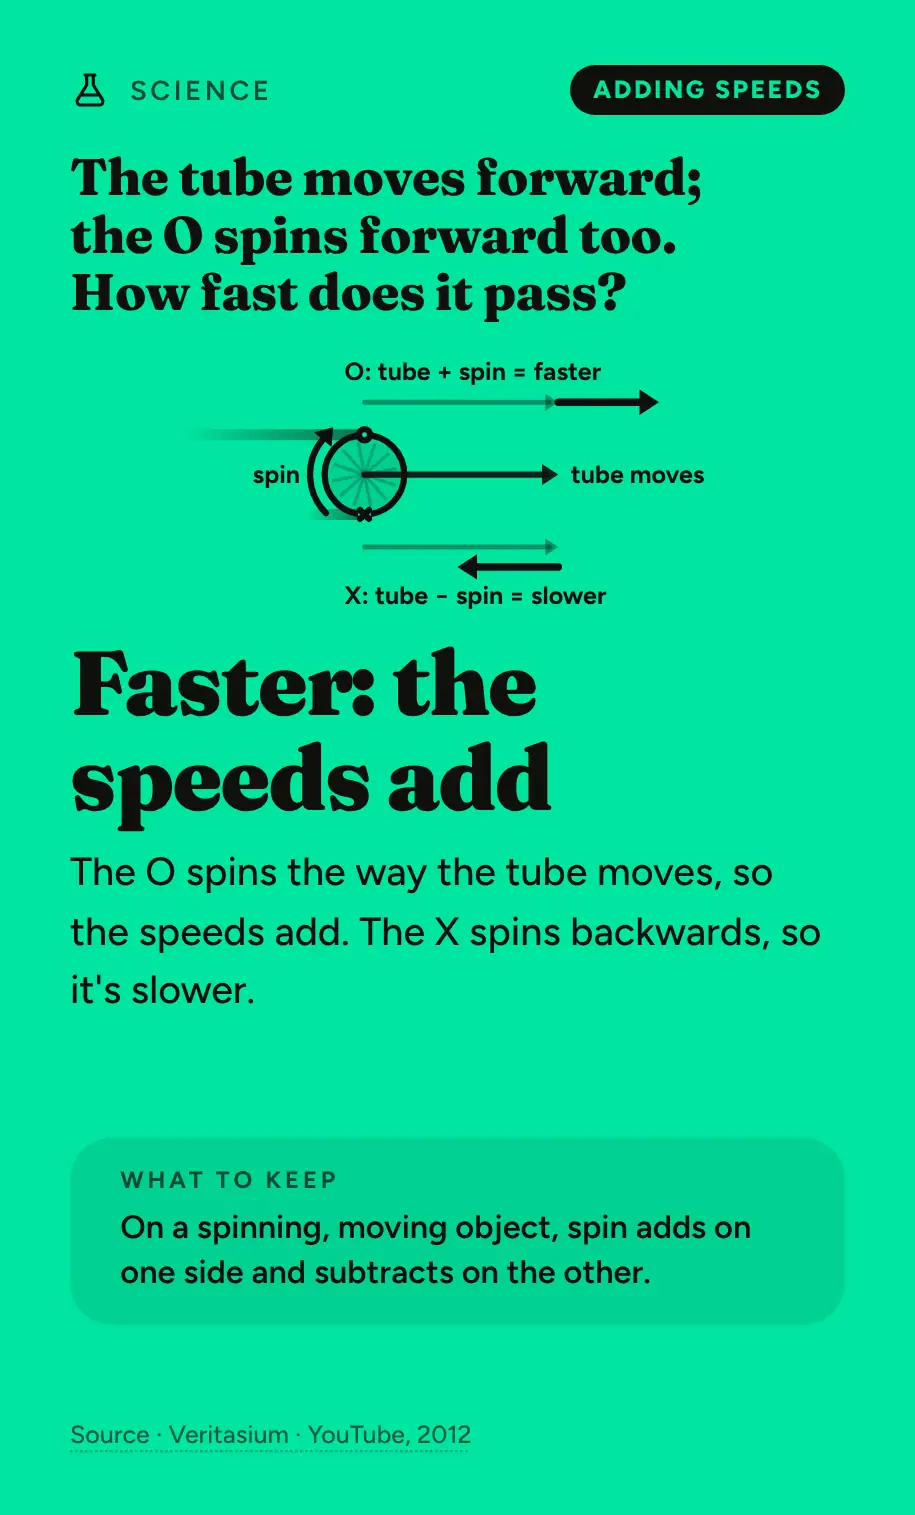 SCIENCE
ADDING SPEEDS
The tube moves forward;
the O spins forward too.
How fast does it pass?
O: tube + spin = faster
spin
tube moves
X: tube − spin = slower
Faster: the
speeds add
The O spins the way the tube moves, so
the speeds add. The X spins backwards, so
it's slower.
WHAT TO KEEP
On a spinning, moving object, spin adds on
one side and subtracts on the other.
Source · Veritasium · YouTube, 2012